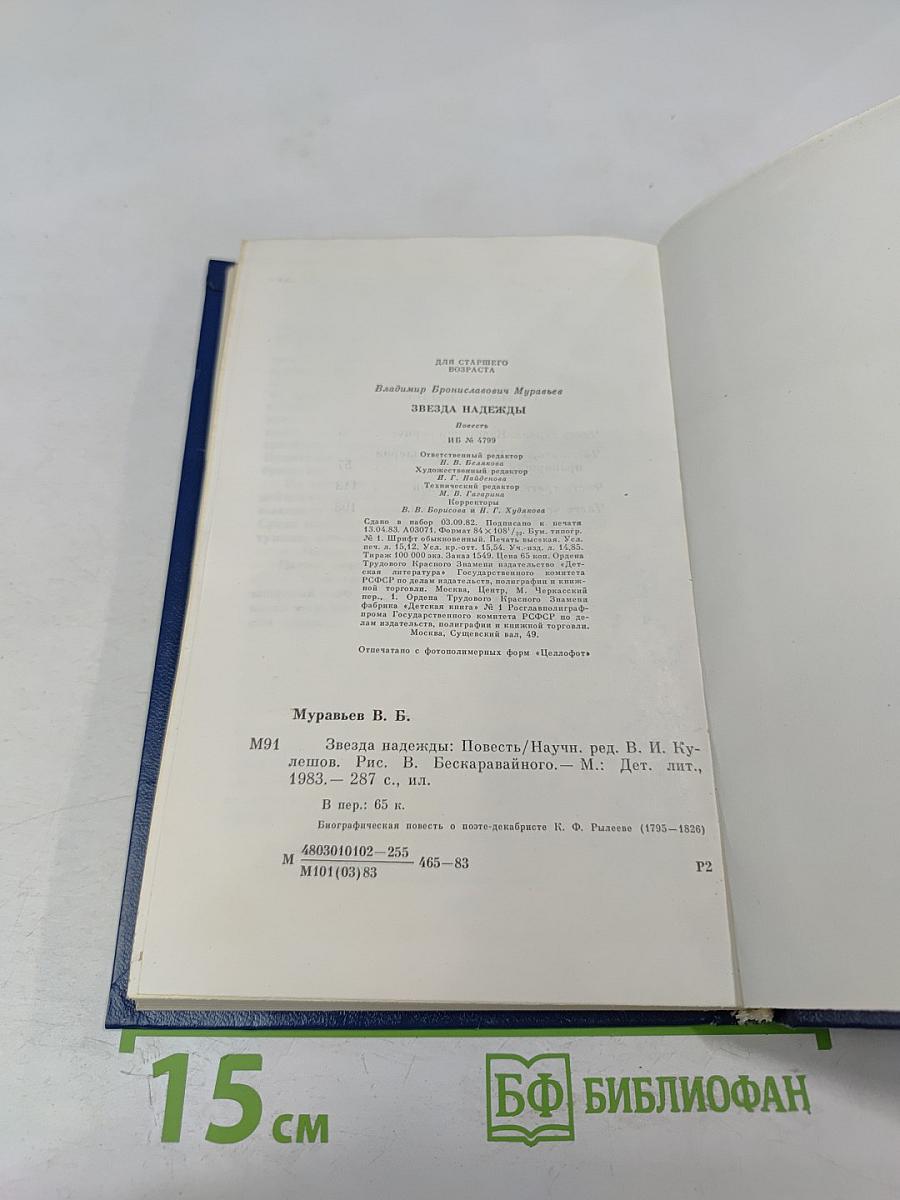 ДЛЯ СТАРШЕГО
ВОЗРАСТА
Владимир Брониславович Муравьев
ЗВЕЗДА НАДЕЖДЫ
Повесть
ИБ № 4799
Ответственный редактор
Н. В. Белякова
Художественный редактор
Н. Г. Найденова
Технический редактор
М. В. Гагарина
Корректоры
В. В. Борисова и Н. Г. Худякова
Сдано в набор 03.09.82. Подписано к печати
13.04.83. А03071. Формат 84×108¹/₃₂. Бум. типогр.
№ 1. Шрифт обыкновенный. Печать высокая. Усл.
печ. л. 15,12. Усл. кр.-отт. 15,54. Уч.-изд. л. 14,85.
Тираж 100 000 экз. Заказ 1549. Цена 65 коп. Ордена
Трудового Красного Знамени издательство «Дет-
ская литература» Государственного комитета
РСФСР по делам издательств, полиграфии и книж-
ной торговли. Москва, Центр, М. Черкасский
пер., 1. Ордена Трудового Красного Знамени
фабрика «Детская книга» № 1 Росглавполиграф-
прома Государственного комитета РСФСР по де-
лам издательств, полиграфии и книжной торговли.
Москва, Сущевский вал, 49.
Отпечатано с фотополимерных форм «Целлофот»
Муравьев В. Б.
М91 Звезда надежды: Повесть/Научн. ред. В. И. Ку-
лешов. Рис. В. Бескаравайного.— М.: Дет. лит.,
1983.— 287 с., ил.
В пер.: 65 к.
Биографическая повесть о поэте-декабристе К. Ф. Рылееве (1795—1826)
М 4803010102—255
М101(03)83 465—83
Р2
15 см
БФ БИБЛИОФАН